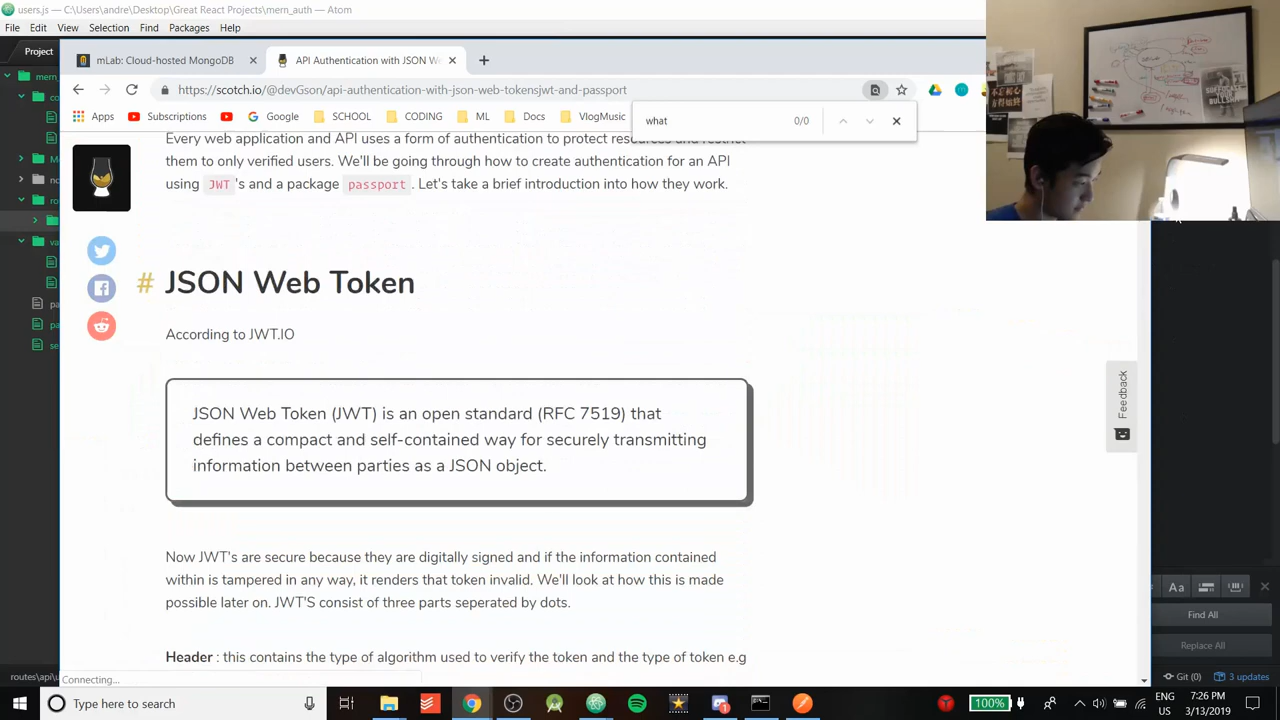 users.js — C:\Users\andre\Desktop\Great React Projects\mern_auth — Atom
File Edit View Selection Find Packages Help
Project
mLab: Cloud-hosted MongoDB
API Authentication with JSON We
https://scotch.io/@devGson/api-authentication-with-json-web-tokensjwt-and-passport
Apps Subscriptions Google SCHOOL CODING ML Docs VlogMusic
what 0/0
Every web application and API uses a form of authentication to protect resources and restrict
them to only verified users. We'll be going through how to create authentication for an API
using JWT 's and a package passport . Let's take a brief introduction into how they work.
# JSON Web Token
According to JWT.IO
JSON Web Token (JWT) is an open standard (RFC 7519) that
defines a compact and self-contained way for securely transmitting
information between parties as a JSON object.
Now JWT's are secure because they are digitally signed and if the information contained
within is tampered in any way, it renders that token invalid. We'll look at how this is made
possible later on. JWT'S consist of three parts seperated by dots.
Header : this contains the type of algorithm used to verify the token and the type of token e.g
Feedback
Aa
Find All
Replace All
Connecting...
routes\api\u
Git (0) 3 updates
Type here to search
100%
ENG
US
7:26 PM
3/13/2019